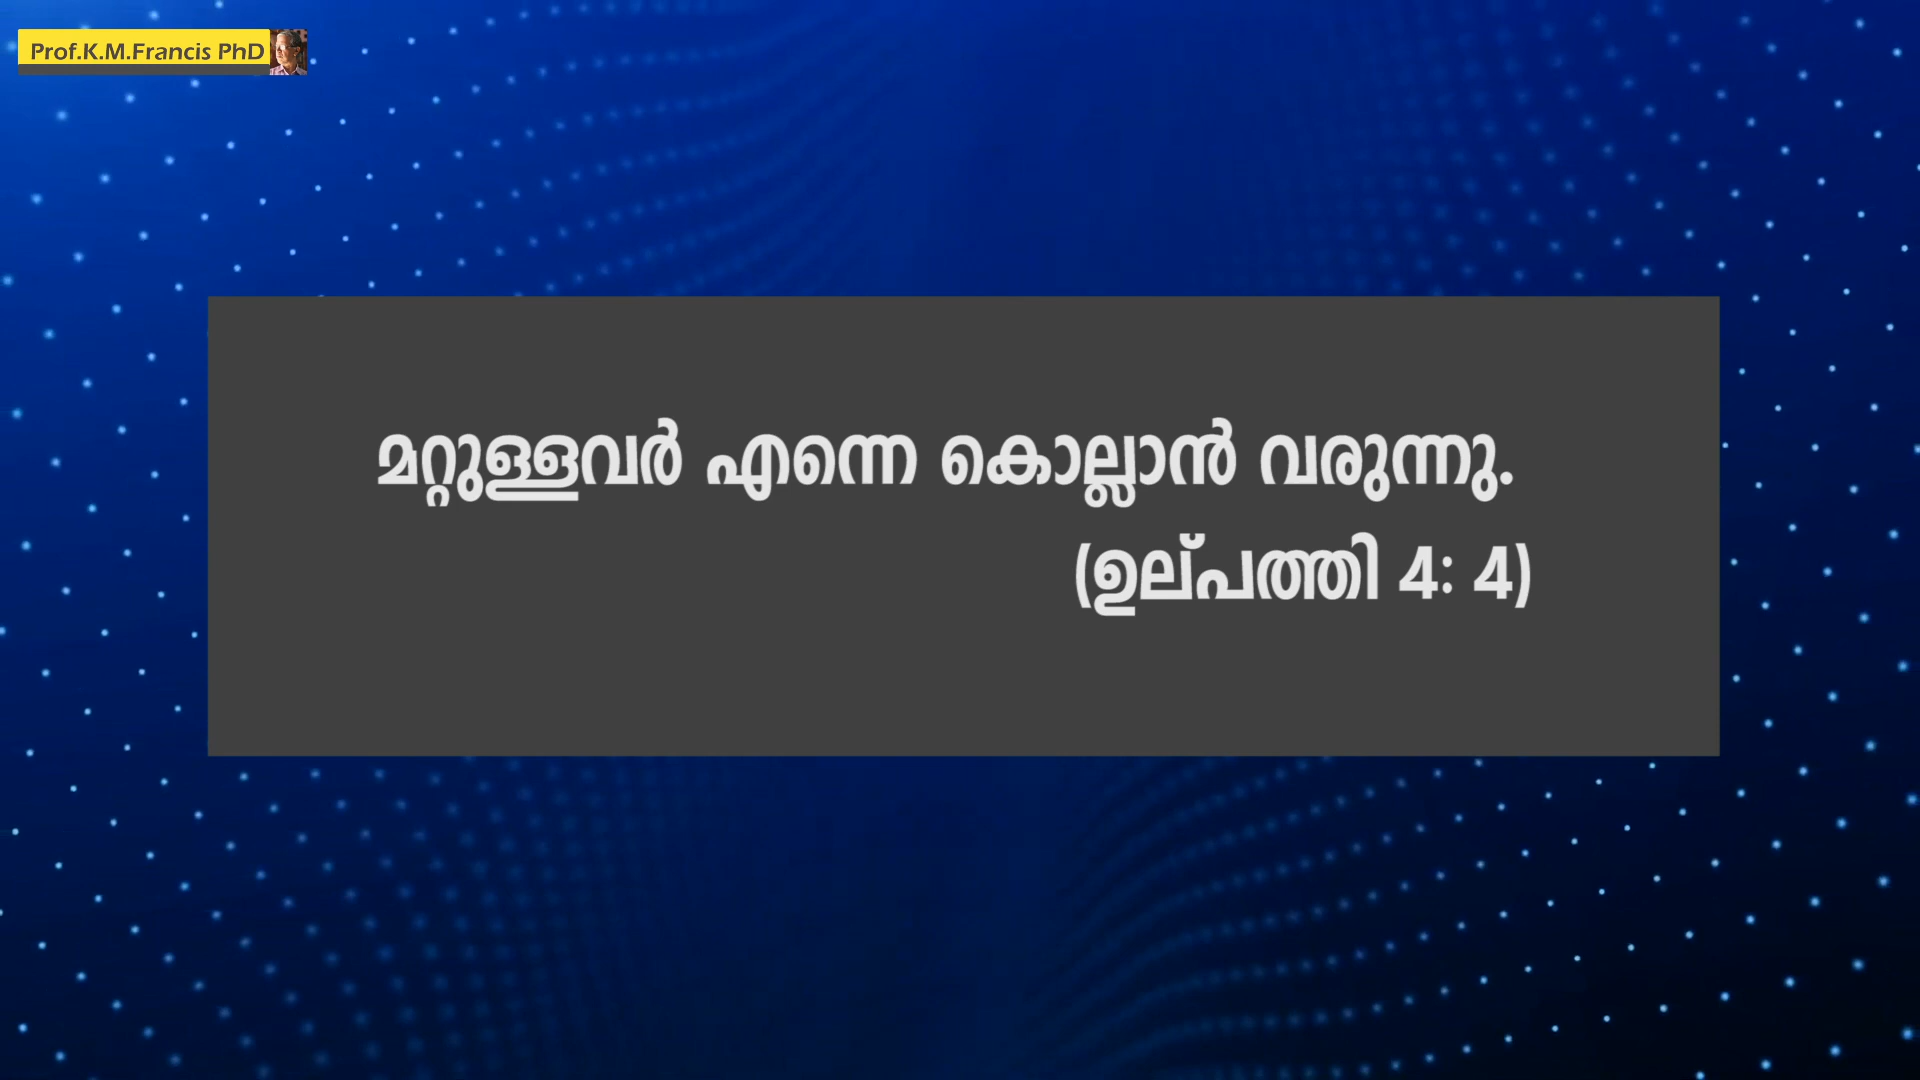 Prof.K.M.Francis PhD
മറ്റുള്ളവർ എന്നെ കൊല്ലാൻ വരുന്നു.
(ഉല്പത്തി 4: 4)